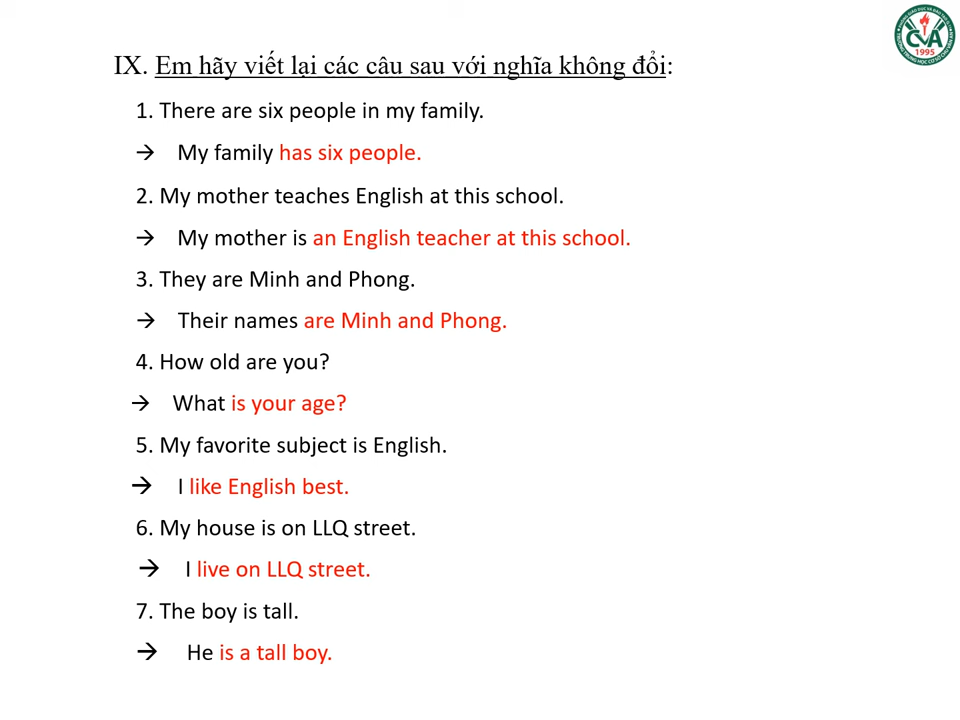 CVA
1995
IX. Em hãy viết lại các câu sau với nghĩa không đổi:
1. There are six people in my family.
→ My family has six people.
2. My mother teaches English at this school.
→ My mother is an English teacher at this school.
3. They are Minh and Phong.
→ Their names are Minh and Phong.
4. How old are you?
→ What is your age?
5. My favorite subject is English.
→ I like English best.
6. My house is on LLQ street.
→ I live on LLQ street.
7. The boy is tall.
→ He is a tall boy.